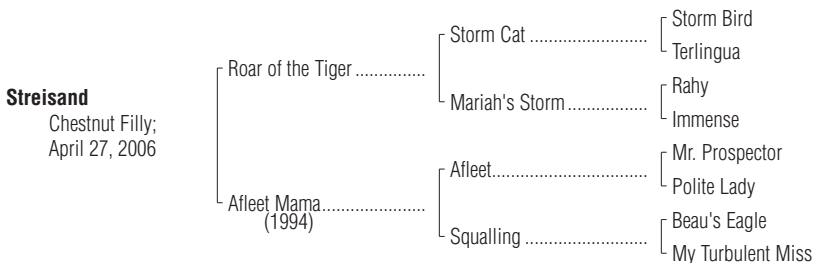 Storm Bird
Storm Cat ........................
Terlingua
Roar of the Tiger ...............
Rahy
Mariah's Storm .................
Streisand
Immense
Chestnut Filly;
April 27, 2006
Mr. Prospector
Afleet................................
Polite Lady
Afleet Mama......................
(1994)
Beau's Eagle
Squalling .........................
My Turbulent Miss